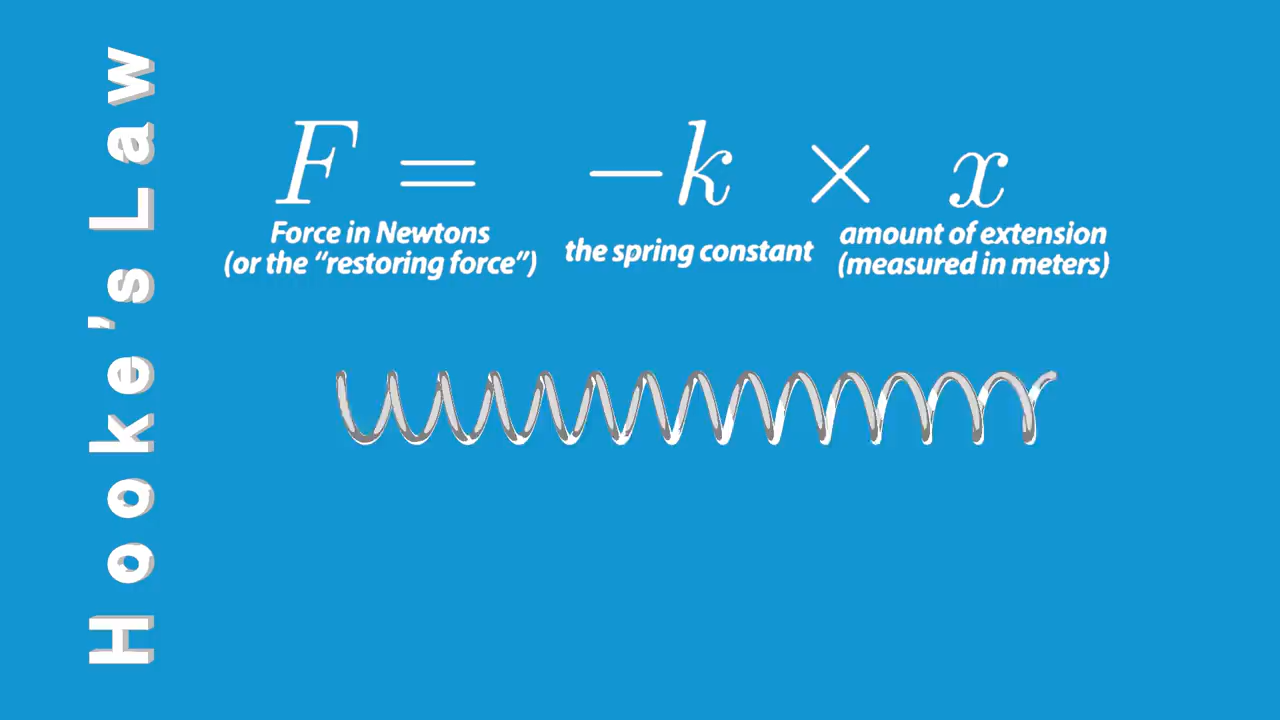 Hooke's Law
F = −k × x
Force in Newtons
(or the “restoring force”)
the spring constant
amount of extension
(measured in meters)